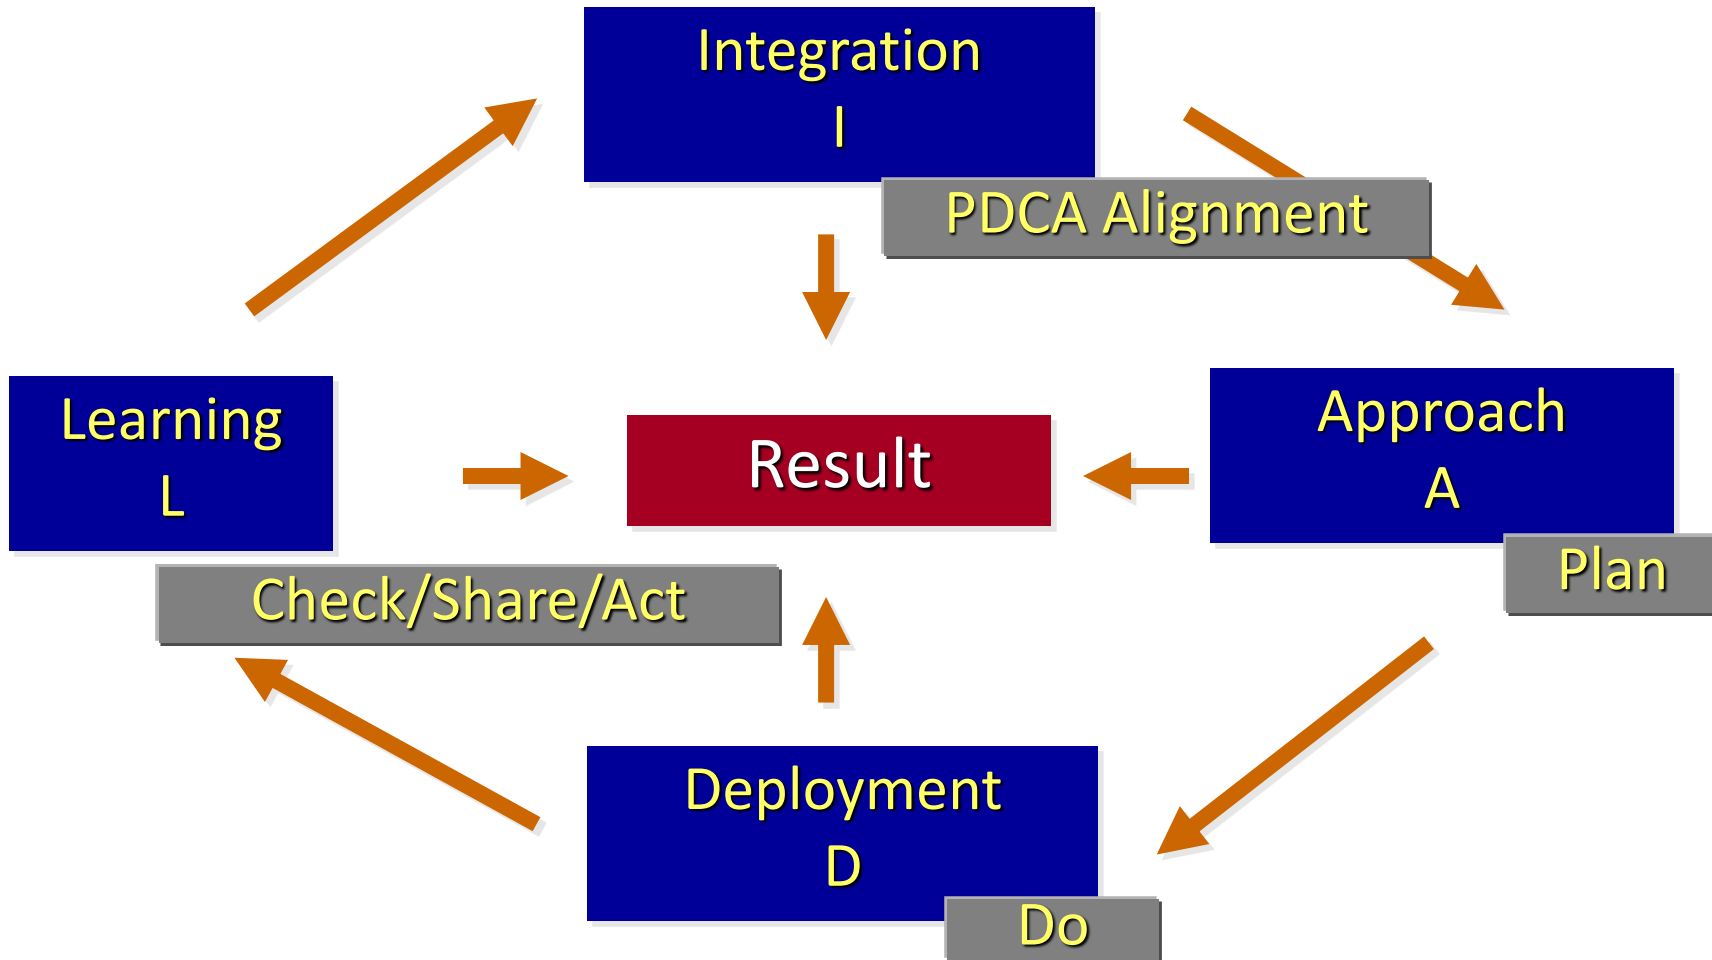 Integration
I
PDCA Alignment
Learning
L
Result
Approach
A
Plan
Check/Share/Act
Deployment
D
Do